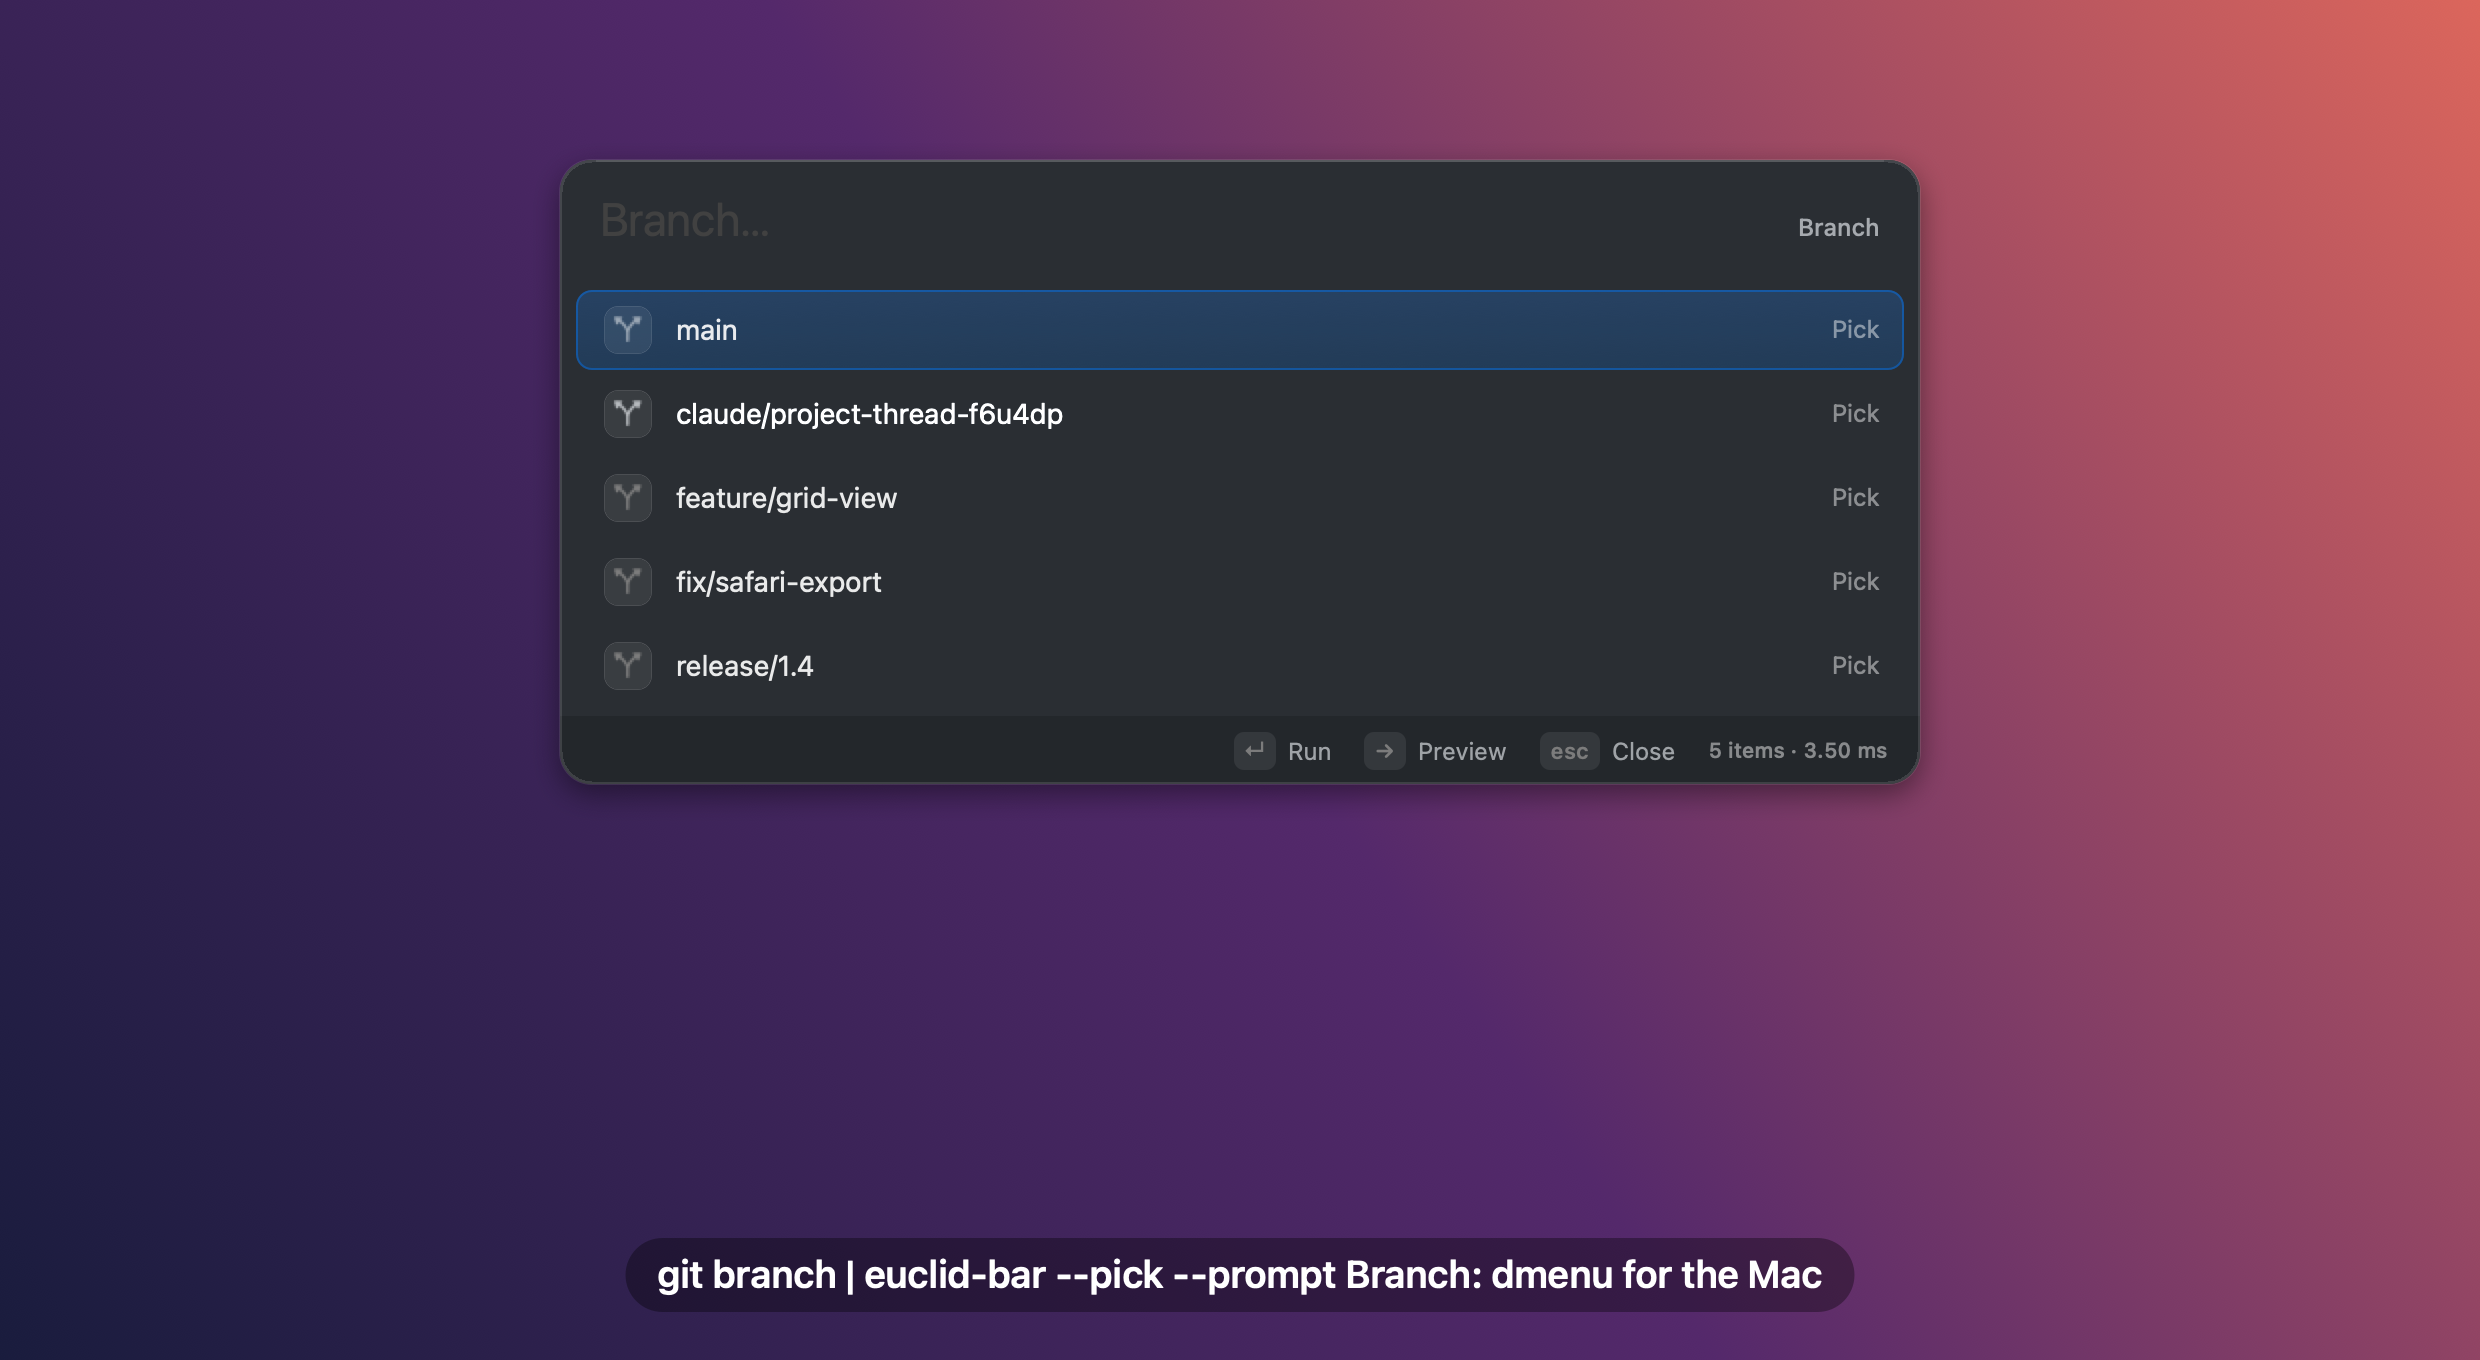 Branch...
Branch
main Pick
claude/project-thread-f6u4dp Pick
feature/grid-view Pick
fix/safari-export Pick
release/1.4 Pick
Run Preview esc Close 5 items · 3.50 ms
git branch | euclid-bar --pick --prompt Branch: dmenu for the Mac